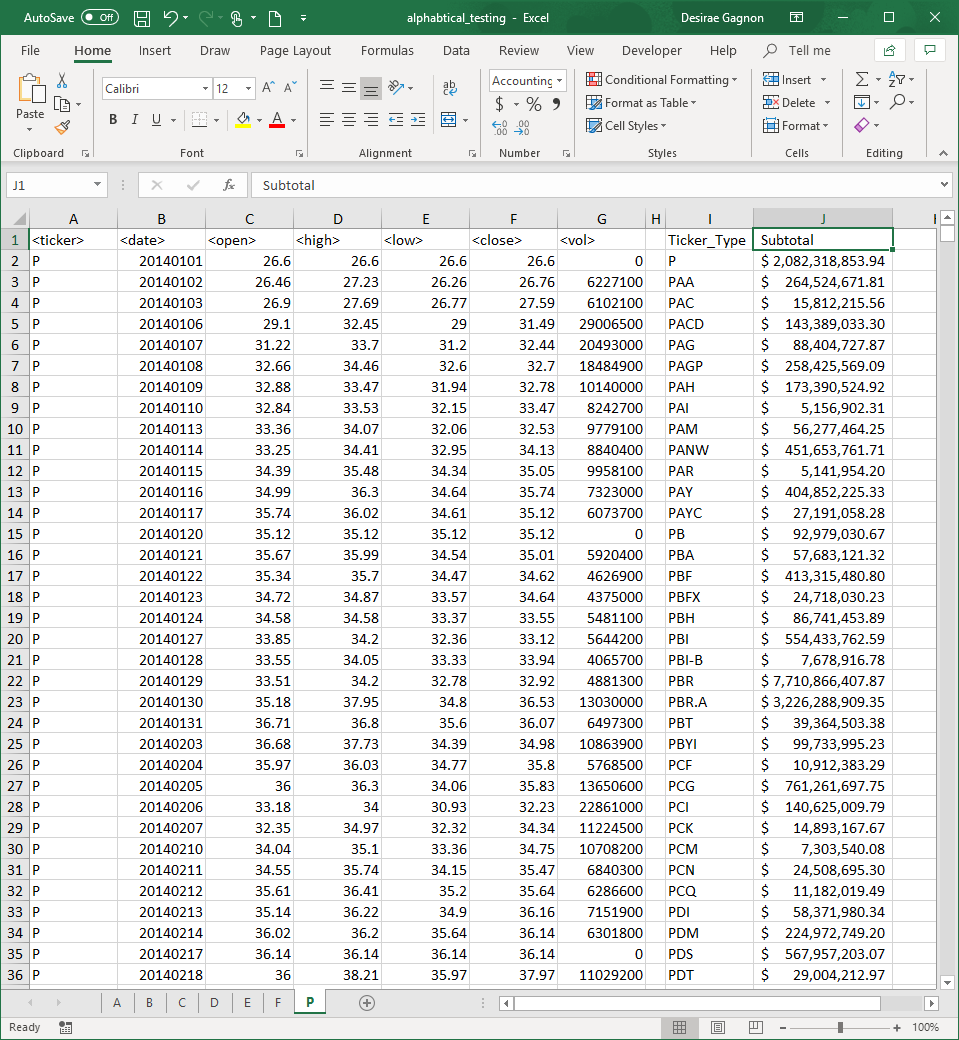 AutoSave Off alphabtical_testing - Excel Desirae Gagnon
File Home Insert Draw Page Layout Formulas Data Review View Developer Help Tell me
Paste Calibri 12 ab Accounting Conditional Formatting Insert
$ % Format as Table Delete
B I U A Cell Styles Format
Clipboard Font Alignment Number Styles Cells Editing
J1 fx Subtotal
A B C D E F G H I J
1 <ticker> <date> <open> <high> <low> <close> <vol> Ticker_Type Subtotal
2 P 20140101 26.6 26.6 26.6 26.6 0 P $ 2,082,318,853.94
3 P 20140102 26.46 27.23 26.26 26.76 6227100 PAA $ 264,524,671.81
4 P 20140103 26.9 27.69 26.77 27.59 6102100 PAC $ 15,812,215.56
5 P 20140106 29.1 32.45 29 31.49 29006500 PACD $ 143,389,033.30
6 P 20140107 31.22 33.7 31.2 32.44 20493000 PAG $ 88,404,727.87
7 P 20140108 32.66 34.46 32.6 32.7 18484900 PAGP $ 258,425,569.09
8 P 20140109 32.88 33.47 31.94 32.78 10140000 PAH $ 173,390,524.92
9 P 20140110 32.84 33.53 32.15 33.47 8242700 PAI $ 5,156,902.31
10 P 20140113 33.36 34.07 32.06 32.53 9779100 PAM $ 56,277,464.25
11 P 20140114 33.25 34.41 32.95 34.13 8840400 PANW $ 451,653,761.71
12 P 20140115 34.39 35.48 34.34 35.05 9958100 PAR $ 5,141,954.20
13 P 20140116 34.99 36.3 34.64 35.74 7323000 PAY $ 404,852,225.33
14 P 20140117 35.74 36.02 34.61 35.12 6073700 PAYC $ 27,191,058.28
15 P 20140120 35.12 35.12 35.12 35.12 0 PB $ 92,979,030.67
16 P 20140121 35.67 35.99 34.54 35.01 5920400 PBA $ 57,683,121.32
17 P 20140122 35.34 35.7 34.47 34.62 4626900 PBF $ 413,315,480.80
18 P 20140123 34.72 34.87 33.57 34.64 4375000 PBFX $ 24,718,030.23
19 P 20140124 34.58 34.58 33.37 33.55 5481100 PBH $ 86,741,453.89
20 P 20140127 33.85 34.2 32.36 33.12 5644200 PBI $ 554,433,762.59
21 P 20140128 33.55 34.05 33.33 33.94 4065700 PBI-B $ 7,678,916.78
22 P 20140129 33.51 34.2 32.78 32.92 4881300 PBR $ 7,710,866,407.87
23 P 20140130 35.18 37.95 34.8 36.53 13030000 PBR.A $ 3,226,288,909.35
24 P 20140131 36.71 36.8 35.6 36.07 6497300 PBT $ 39,364,503.38
25 P 20140203 36.68 37.73 34.39 34.98 10863900 PBYI $ 99,733,995.23
26 P 20140204 35.97 36.03 34.77 35.8 5768500 PCF $ 10,912,383.29
27 P 20140205 36 36.3 34.06 35.83 13650600 PCG $ 761,261,697.75
28 P 20140206 33.18 34 30.93 32.23 22861000 PCI $ 140,625,009.79
29 P 20140207 32.35 34.97 32.32 34.34 11224500 PCK $ 14,893,167.67
30 P 20140210 34.04 35.1 33.36 34.75 10708200 PCM $ 7,303,540.08
31 P 20140211 34.55 35.74 34.15 35.47 6840300 PCN $ 24,508,695.30
32 P 20140212 35.61 36.41 35.2 35.64 6286600 PCQ $ 11,182,019.49
33 P 20140213 35.14 36.22 34.9 36.16 7151900 PDI $ 58,371,980.34
34 P 20140214 36.02 36.2 35.64 36.14 6301800 PDM $ 224,972,749.20
35 P 20140217 36.14 36.14 36.14 36.14 0 PDS $ 567,957,203.07
36 P 20140218 36 38.21 35.97 37.97 11029200 PDT $ 29,004,212.97
A B C D E F P
Ready 100%